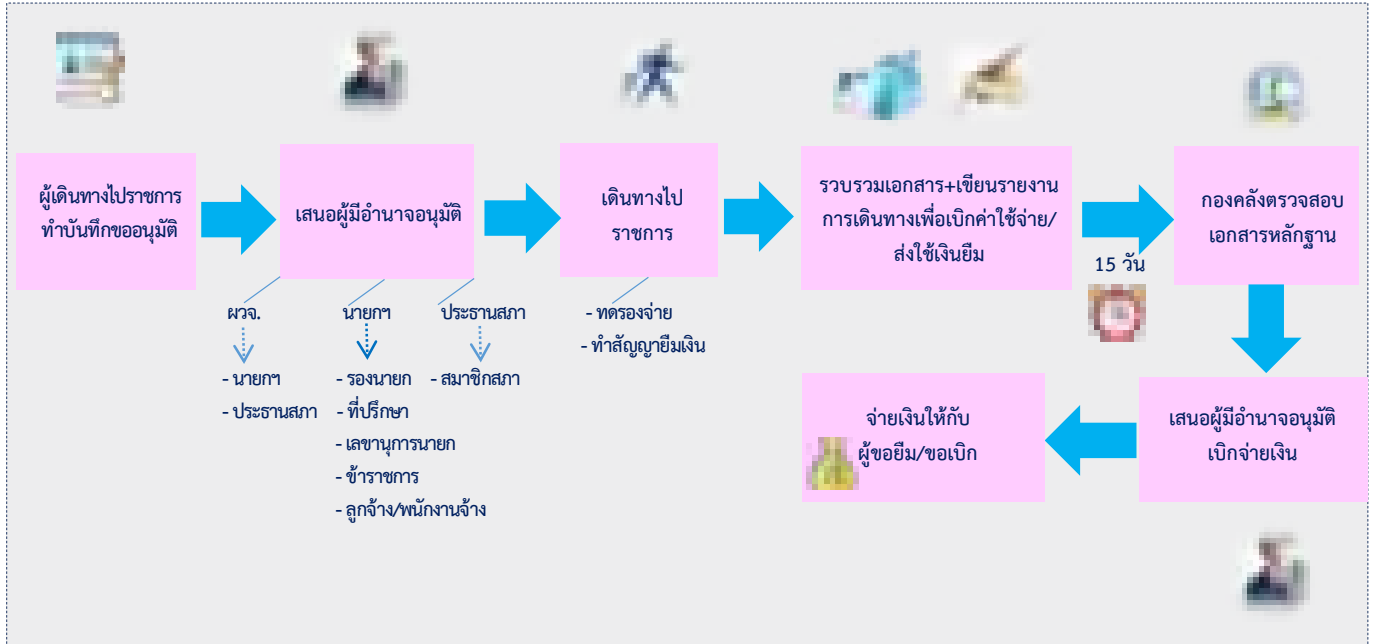 ผู้เดินทางไปราชการ
ทำบันทึกขออนุมัติ
เสนอผู้มีอำนาจอนุมัติ
เดินทางไป
ราชการ
รวบรวมเอกสาร+เขียนรายงาน
การเดินทางเพื่อเบิกค่าใช้จ่าย/
ส่งใช้เงินยืม
15 วัน
กองคลังตรวจสอบ
เอกสารหลักฐาน
ผวจ.
- นายกฯ
- ประธานสภา
นายกฯ
- รองนายก
- ที่ปรึกษา
- เลขานุการนายก
- ข้าราชการ
- ลูกจ้าง/พนักงานจ้าง
ประธานสภา
- สมาชิกสภา
- ทดรองจ่าย
- ทำสัญญายืมเงิน
เสนอผู้มีอำนาจอนุมัติ
เบิกจ่ายเงิน
จ่ายเงินให้กับ
ผู้ขอยืม/ขอเบิก